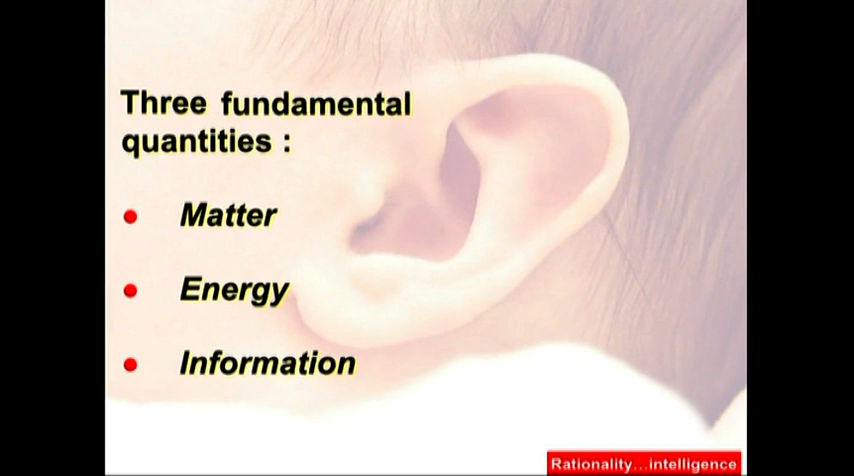 Three fundamental
quantities :
Matter
Energy
Information
Rationality...intelligence